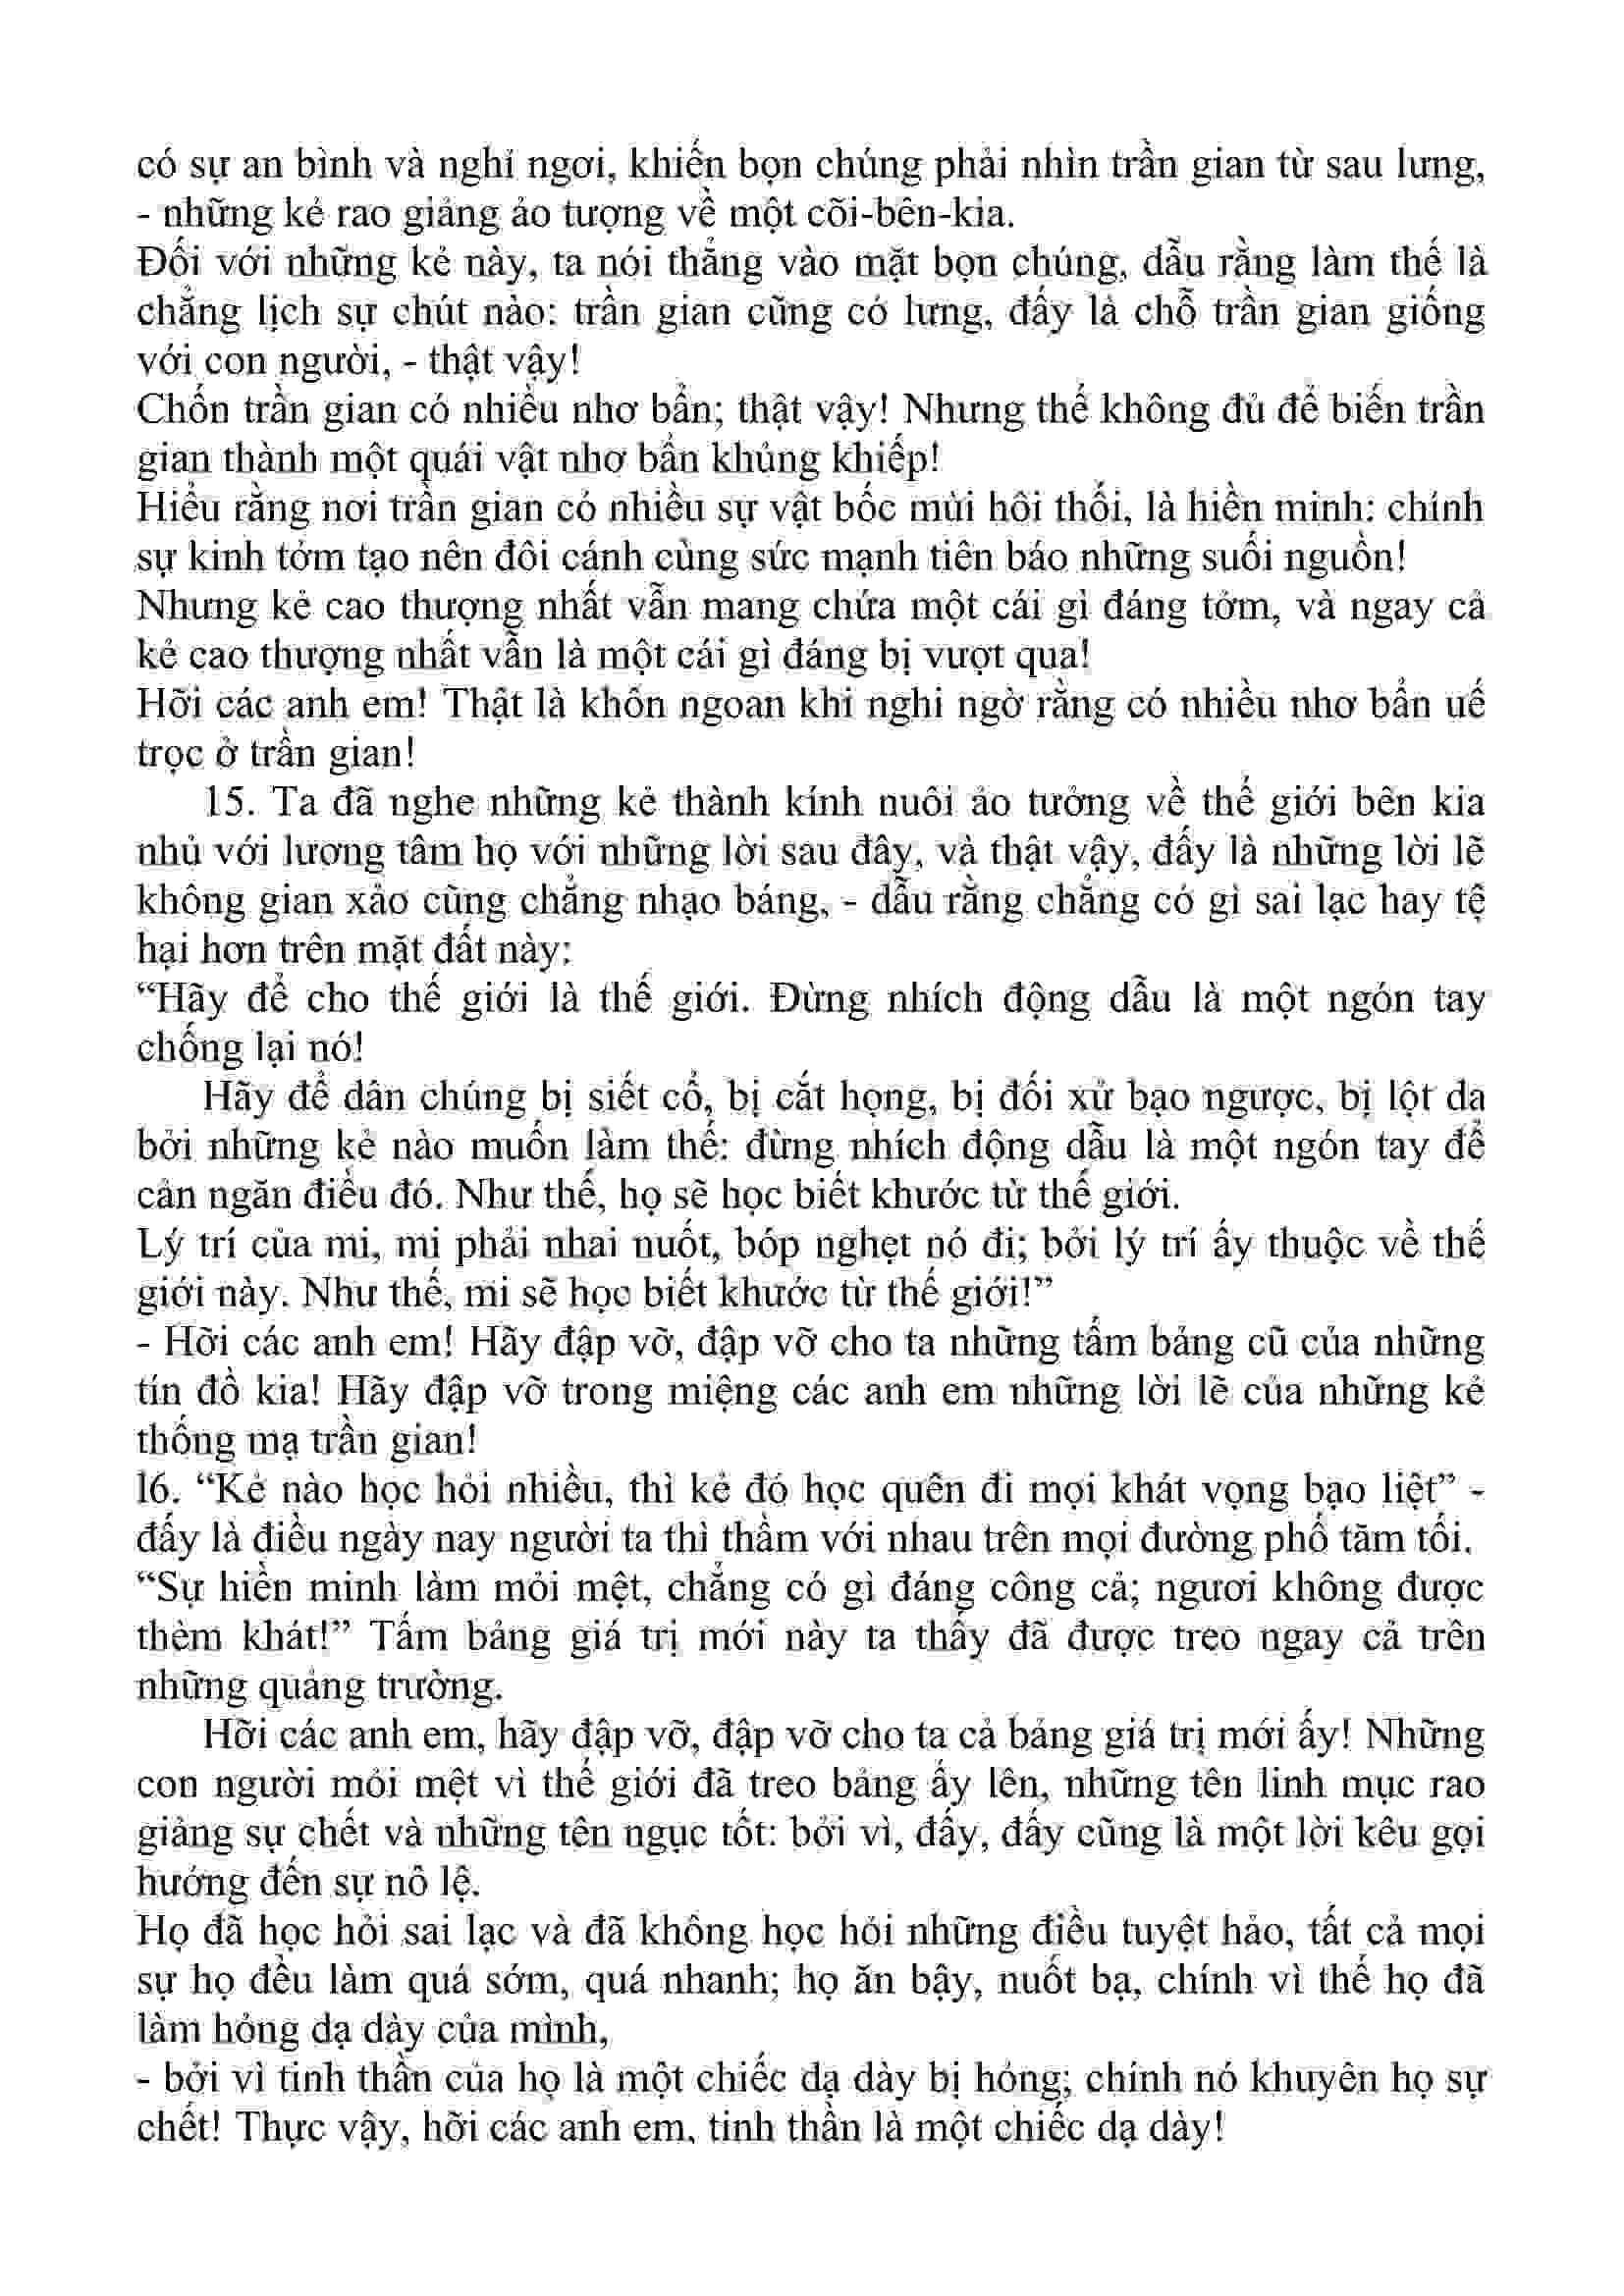 có sự an bình và nghỉ ngơi, khiến bọn chúng phải nhìn trần gian từ sau lưng,
- những kẻ rao giảng ảo tượng về một cõi-bên-kia.
Đối với những kẻ này, ta nói thẳng vào mặt bọn chúng, dẫu rằng làm thế là
chẳng lịch sự chút nào: trần gian cũng có lưng, đấy là chỗ trần gian giống
với con người, - thật vậy!
Chốn trần gian có nhiều nhơ bẩn; thật vậy! Nhưng thế không đủ để biến trần
gian thành một quái vật nhơ bẩn khủng khiếp!
Hiểu rằng nơi trần gian có nhiều sự vật bốc mùi hôi thối, là hiền minh: chính
sự kinh tởm tạo nên đôi cánh cùng sức mạnh tiên báo những suối nguồn!
Nhưng kẻ cao thượng nhất vẫn mang chứa một cái gì đáng tởm, và ngay cả
kẻ cao thượng nhất vẫn là một cái gì đáng bị vượt qua!
Hỡi các anh em! Thật là khôn ngoan khi nghi ngờ rằng có nhiều nhơ bẩn uế
trọc ở trần gian!
15. Ta đã nghe những kẻ thành kính nuôi ảo tưởng về thế giới bên kia
nhủ với lương tâm họ với những lời sau đây, và thật vậy, đấy là những lời lẽ
không gian xảo cũng chẳng nhạo báng, - dẫu rằng chẳng có gì sai lạc hay tệ
hại hơn trên mặt đất này:
“Hãy để cho thế giới là thế giới. Đừng nhích động dẫu là một ngón tay
chống lại nó!
Hãy để dân chúng bị siết cổ, bị cắt họng, bị đối xử bạo ngược, bị lột da
bởi những kẻ nào muốn làm thế: đừng nhích động dẫu là một ngón tay để
cản ngăn điều đó. Như thế, họ sẽ học biết khước từ thế giới.
Lý trí của mi, mi phải nhai nuốt, bóp nghẹt nó đi; bởi lý trí ấy thuộc về thế
giới này. Như thế, mi sẽ học biết khước từ thế giới!”
- Hỡi các anh em! Hãy đập vỡ, đập vỡ cho ta những tấm bảng cũ của những
tín đồ kia! Hãy đập vỡ trong miệng các anh em những lời lẽ của những kẻ
thống mạ trần gian!
16. “Kẻ nào học hỏi nhiều, thì kẻ đó học quên đi mọi khát vọng bạo liệt” -
đấy là điều ngày nay người ta thì thầm với nhau trên mọi đường phố tăm tối.
“Sự hiền minh làm mỏi mệt, chẳng có gì đáng công cả; ngươi không được
thèm khát!” Tấm bảng giá trị mới này ta thấy đã được treo ngay cả trên
những quảng trường.
Hỡi các anh em, hãy đập vỡ, đập vỡ cho ta cả bảng giá trị mới ấy! Những
con người mỏi mệt vì thế giới đã treo bảng ấy lên, những tên linh mục rao
giảng sự chết và những tên ngục tốt: bởi vì, đấy, đấy cũng là một lời kêu gọi
hướng đến sự nô lệ.
Họ đã học hỏi sai lạc và đã không học hỏi những điều tuyệt hảo, tất cả mọi
sự họ đều làm quá sớm, quá nhanh; họ ăn bậy, nuốt bạ, chính vì thế họ đã
làm hỏng dạ dày của mình,
- bởi vì tinh thần của họ là một chiếc dạ dày bị hỏng; chính nó khuyên họ sự
chết! Thực vậy, hỡi các anh em, tinh thần là một chiếc dạ dày!